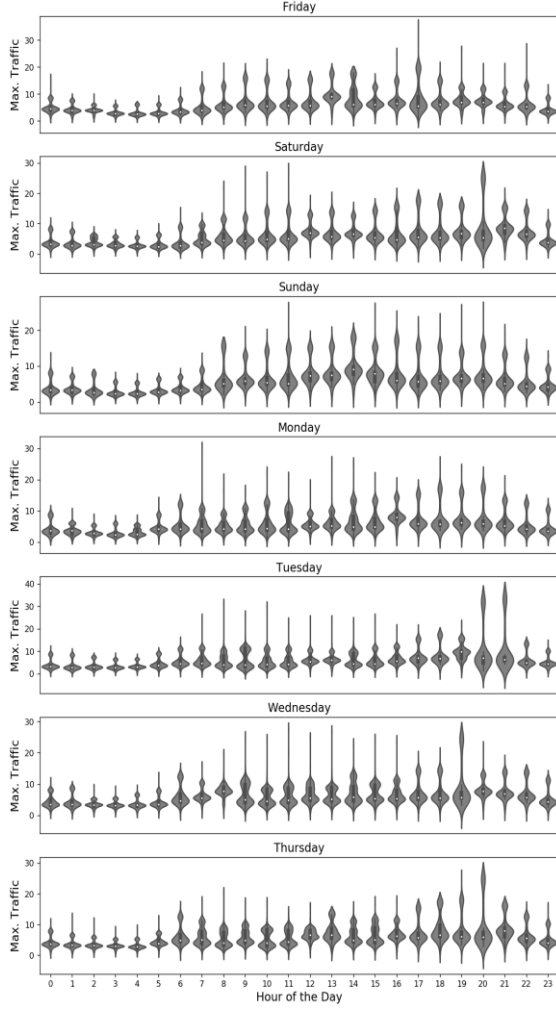 Friday
Max. Traffic
30
20
10
0
Saturday
Max. Traffic
30
20
10
0
Sunday
Max. Traffic
20
10
0
Monday
Max. Traffic
30
20
10
0
Tuesday
Max. Traffic
40
30
20
10
0
Wednesday
Max. Traffic
30
20
10
0
Thursday
Max. Traffic
30
20
10
0
0 1 2 3 4 5 6 7 8 9 10 11 12 13 14 15 16 17 18 19 20 21 22 23
Hour of the Day